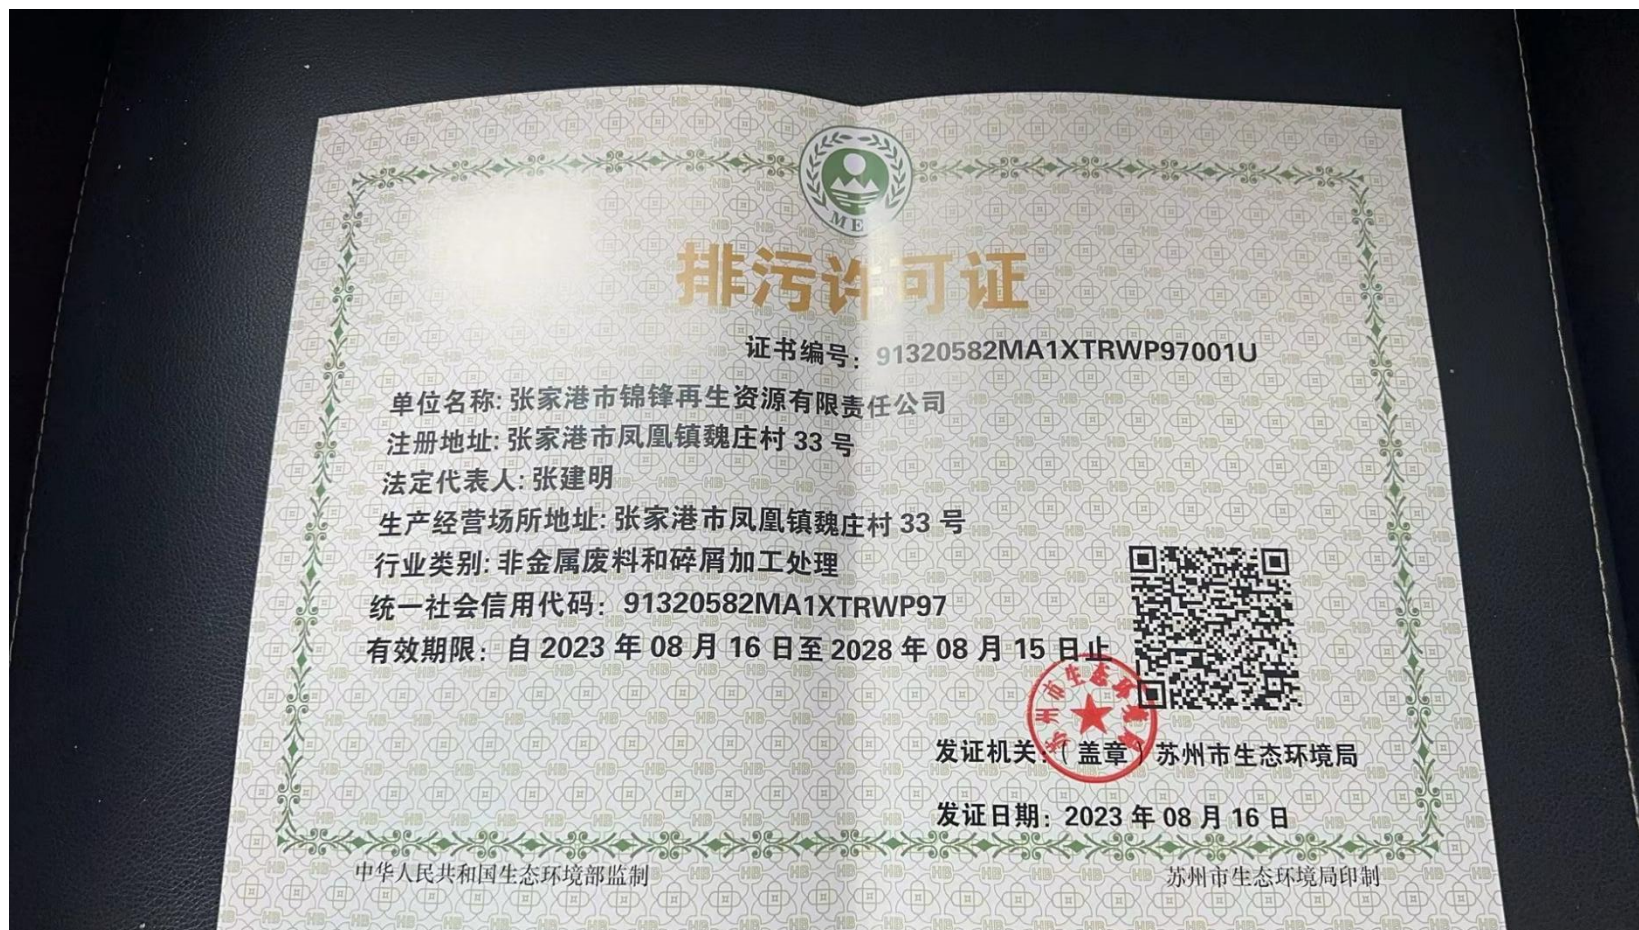 ME
排污许可证
证书编号：91320582MA1XTRWP97001U
单位名称:张家港市锦锋再生资源有限责任公司
注册地址:张家港市凤凰镇魏庄村 33 号
法定代表人:张建明
生产经营场所地址:张家港市凤凰镇魏庄村 33 号
行业类别:非金属废料和碎屑加工处理
统一社会信用代码：91320582MA1XTRWP97
有效期限：自 2023 年 08 月 16 日至 2028 年 08 月 15 日止
苏州市生态环境局
发证机关:（盖章）苏州市生态环境局
发证日期：2023 年 08 月 16 日
中华人民共和国生态环境部监制
苏州市生态环境局印制